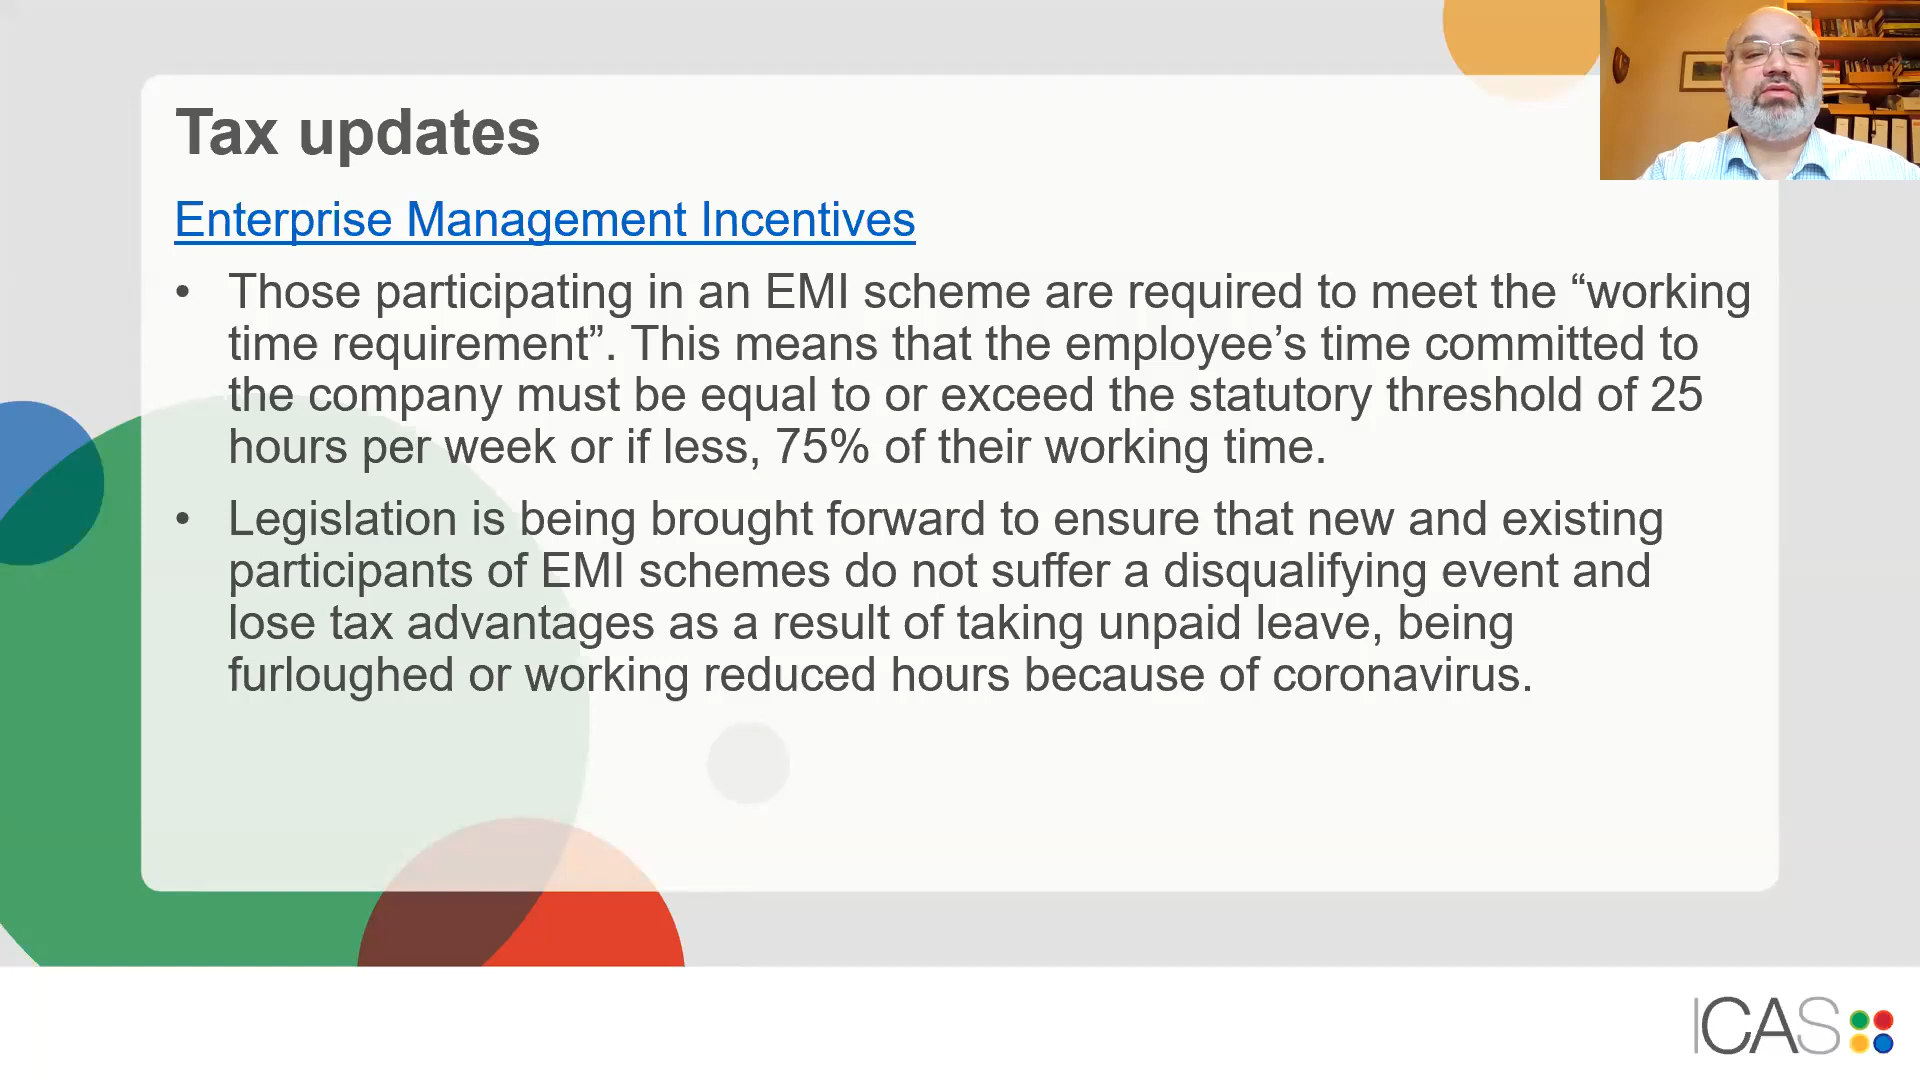 Tax updates
Enterprise Management Incentives
• Those participating in an EMI scheme are required to meet the “working
time requirement”. This means that the employee’s time committed to
the company must be equal to or exceed the statutory threshold of 25
hours per week or if less, 75% of their working time.
• Legislation is being brought forward to ensure that new and existing
participants of EMI schemes do not suffer a disqualifying event and
lose tax advantages as a result of taking unpaid leave, being
furloughed or working reduced hours because of coronavirus.
ICAS